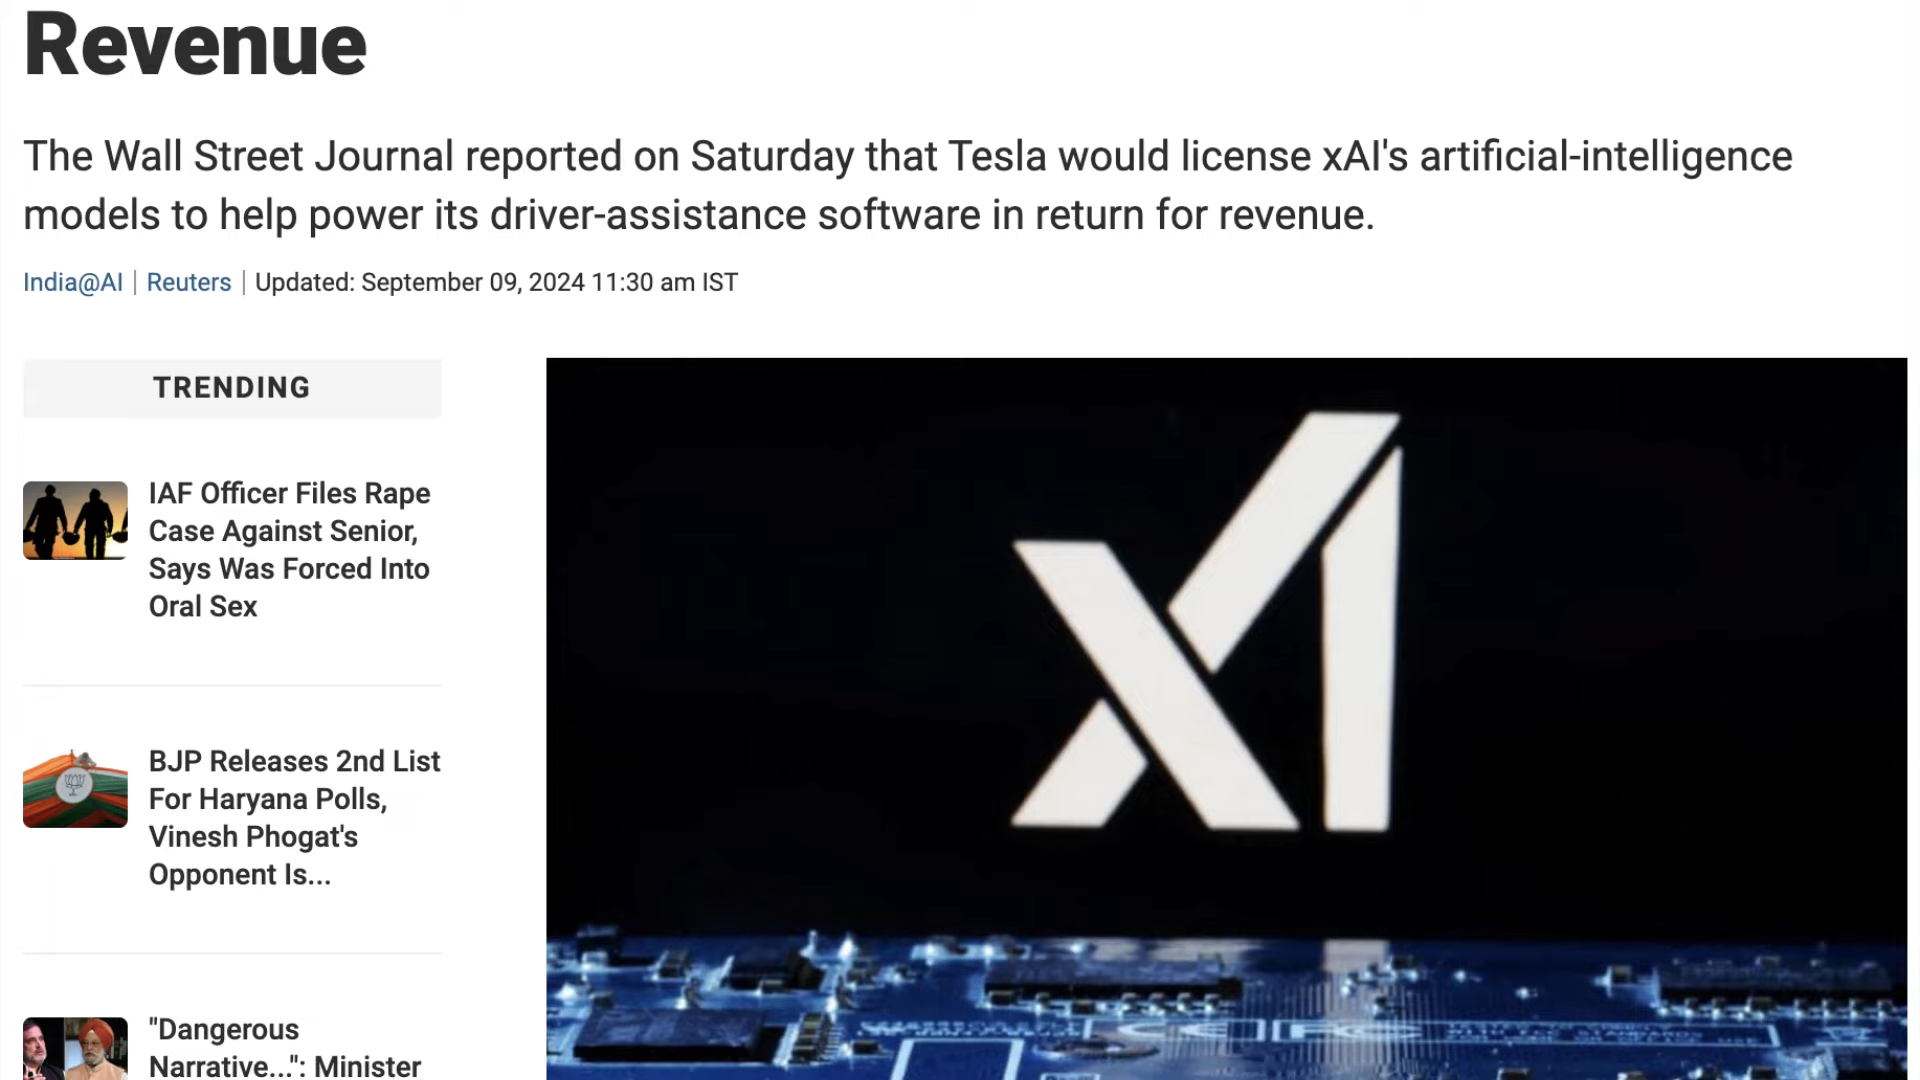 Revenue
The Wall Street Journal reported on Saturday that Tesla would license xAI's artificial-intelligence
models to help power its driver-assistance software in return for revenue.
India@AI | Reuters | Updated: September 09, 2024 11:30 am IST
TRENDING
IAF Officer Files Rape
Case Against Senior,
Says Was Forced Into
Oral Sex
BJP Releases 2nd List
For Haryana Polls,
Vinesh Phogat's
Opponent Is...
"Dangerous
Narrative...": Minister
xAI
CE FC